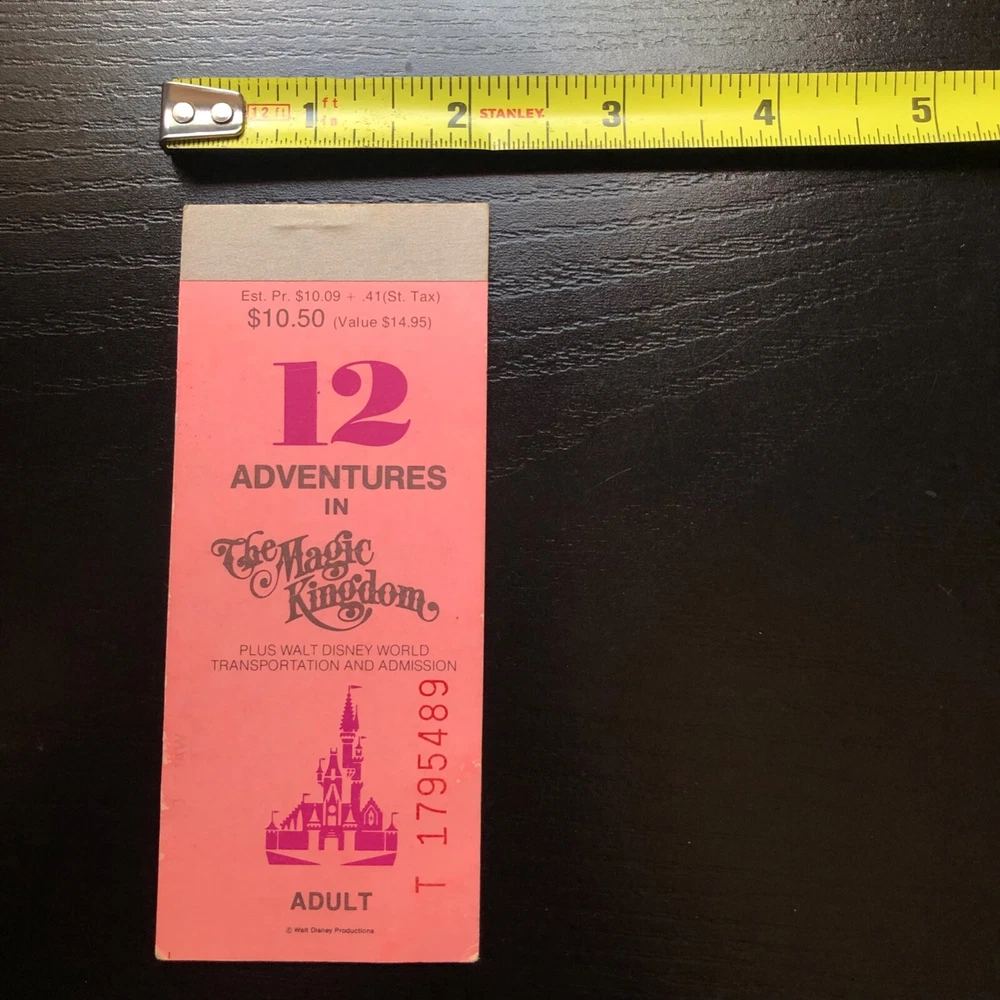 12 ft 1 ft 2 STANLEY 3 4 5
in
Est. Pr. $10.09 + .41(St. Tax)
$10.50 (Value $14.95)
12
ADVENTURES
IN
The Magic
Kingdom
PLUS WALT DISNEY WORLD
TRANSPORTATION AND ADMISSION
T 1795489
ADULT
© Walt Disney Productions